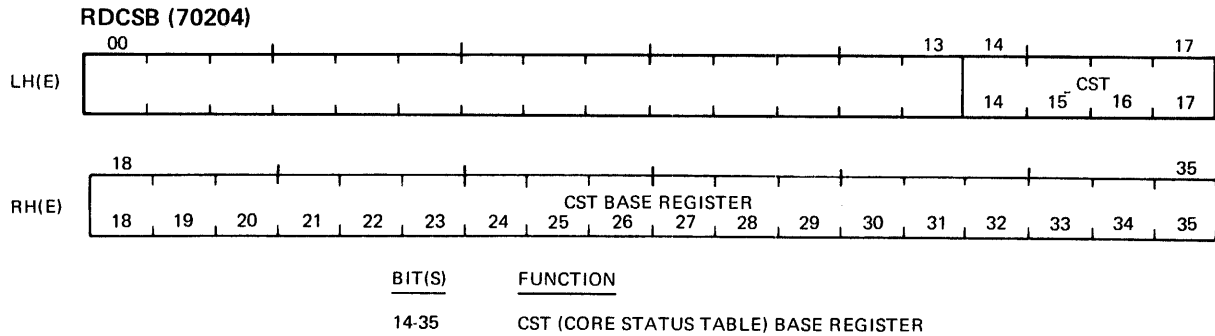 RDCSB (70204)
00 13 14 17
LH(E) CST
14 15 16 17
18 35
RH(E) CST BASE REGISTER
18 19 20 21 22 23 24 25 26 27 28 29 30 31 32 33 34 35
BIT(S) FUNCTION
14-35 CST (CORE STATUS TABLE) BASE REGISTER